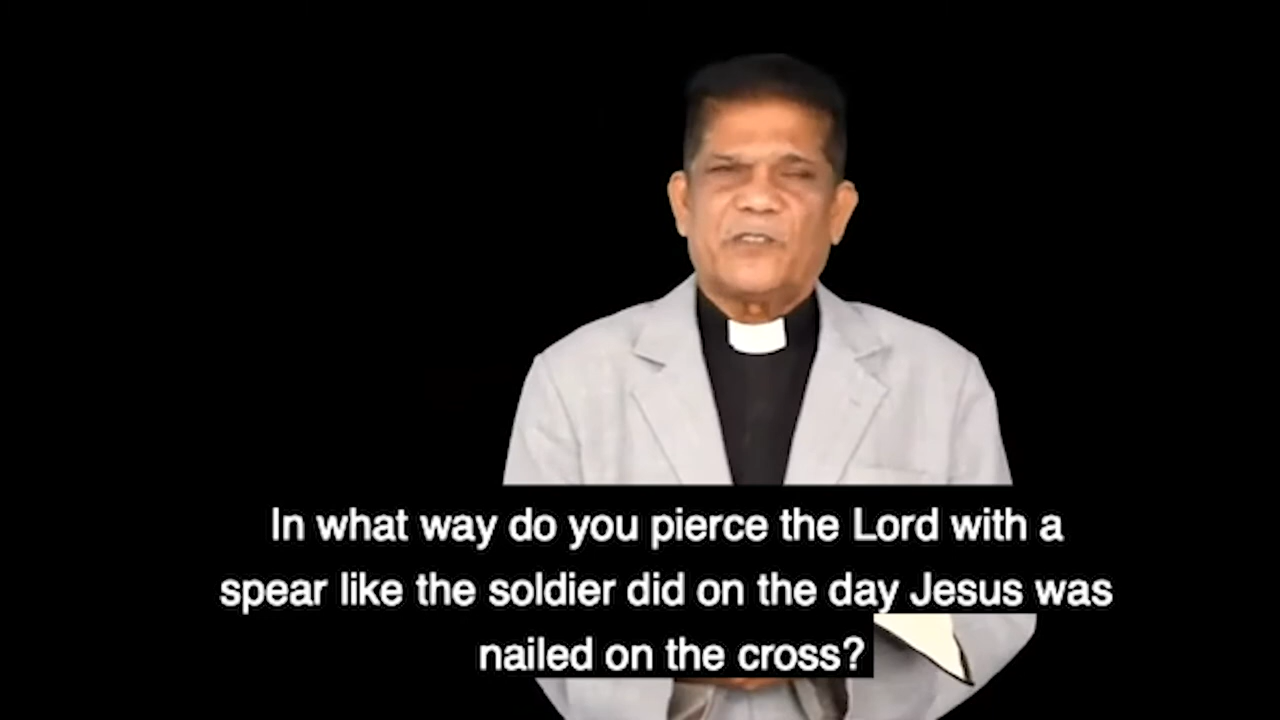 In what way do you pierce the Lord with a
spear like the soldier did on the day Jesus was
nailed on the cross?